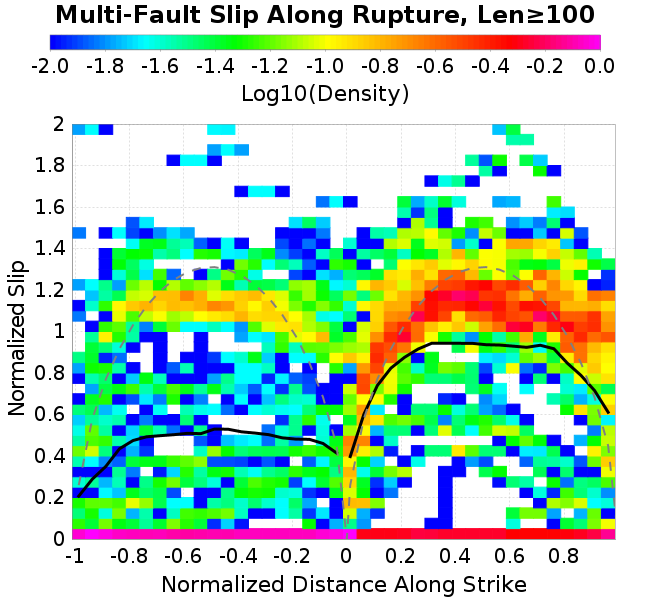 Multi-Fault Slip Along Rupture, Len≥100
-2.0 -1.8 -1.6 -1.4 -1.2 -1.0 -0.8 -0.6 -0.4 -0.2 0.0
Log10(Density)
2
1.8
1.6
1.4
1.2
1
0.8
0.6
0.4
0.2
0
Normalized Slip
-1 -0.8 -0.6 -0.4 -0.2 0 0.2 0.4 0.6 0.8
Normalized Distance Along Strike